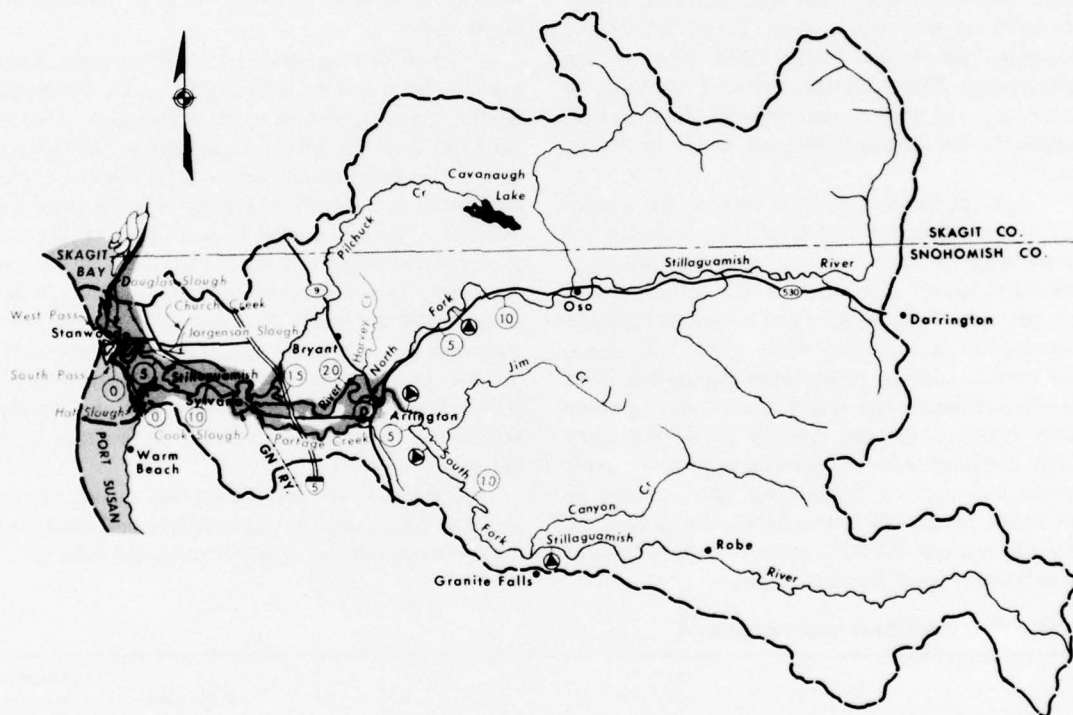 Cavanaugh
Lake
Pilchuck Cr
SKAGIT CO.
SNOHOMISH CO.
SKAGIT
BAY
Douglas Slough
Church Creek
West Pass
Jorgenson Slough
Stanwood
South Pass
Stillaguamish
River
Hat Slough
Sylvana
Cook Slough
Portage Creek
PORT SUSAN
Warm
Beach
GN RY
5
9
Bryant
Harvey Cr
Arlington
North Fork Stillaguamish River
Oso
530
Darrington
Jim Cr
South Fork Stillaguamish River
Canyon Cr
Granite Falls
Robe
0
5
0
10
15
20
5
10
5
10